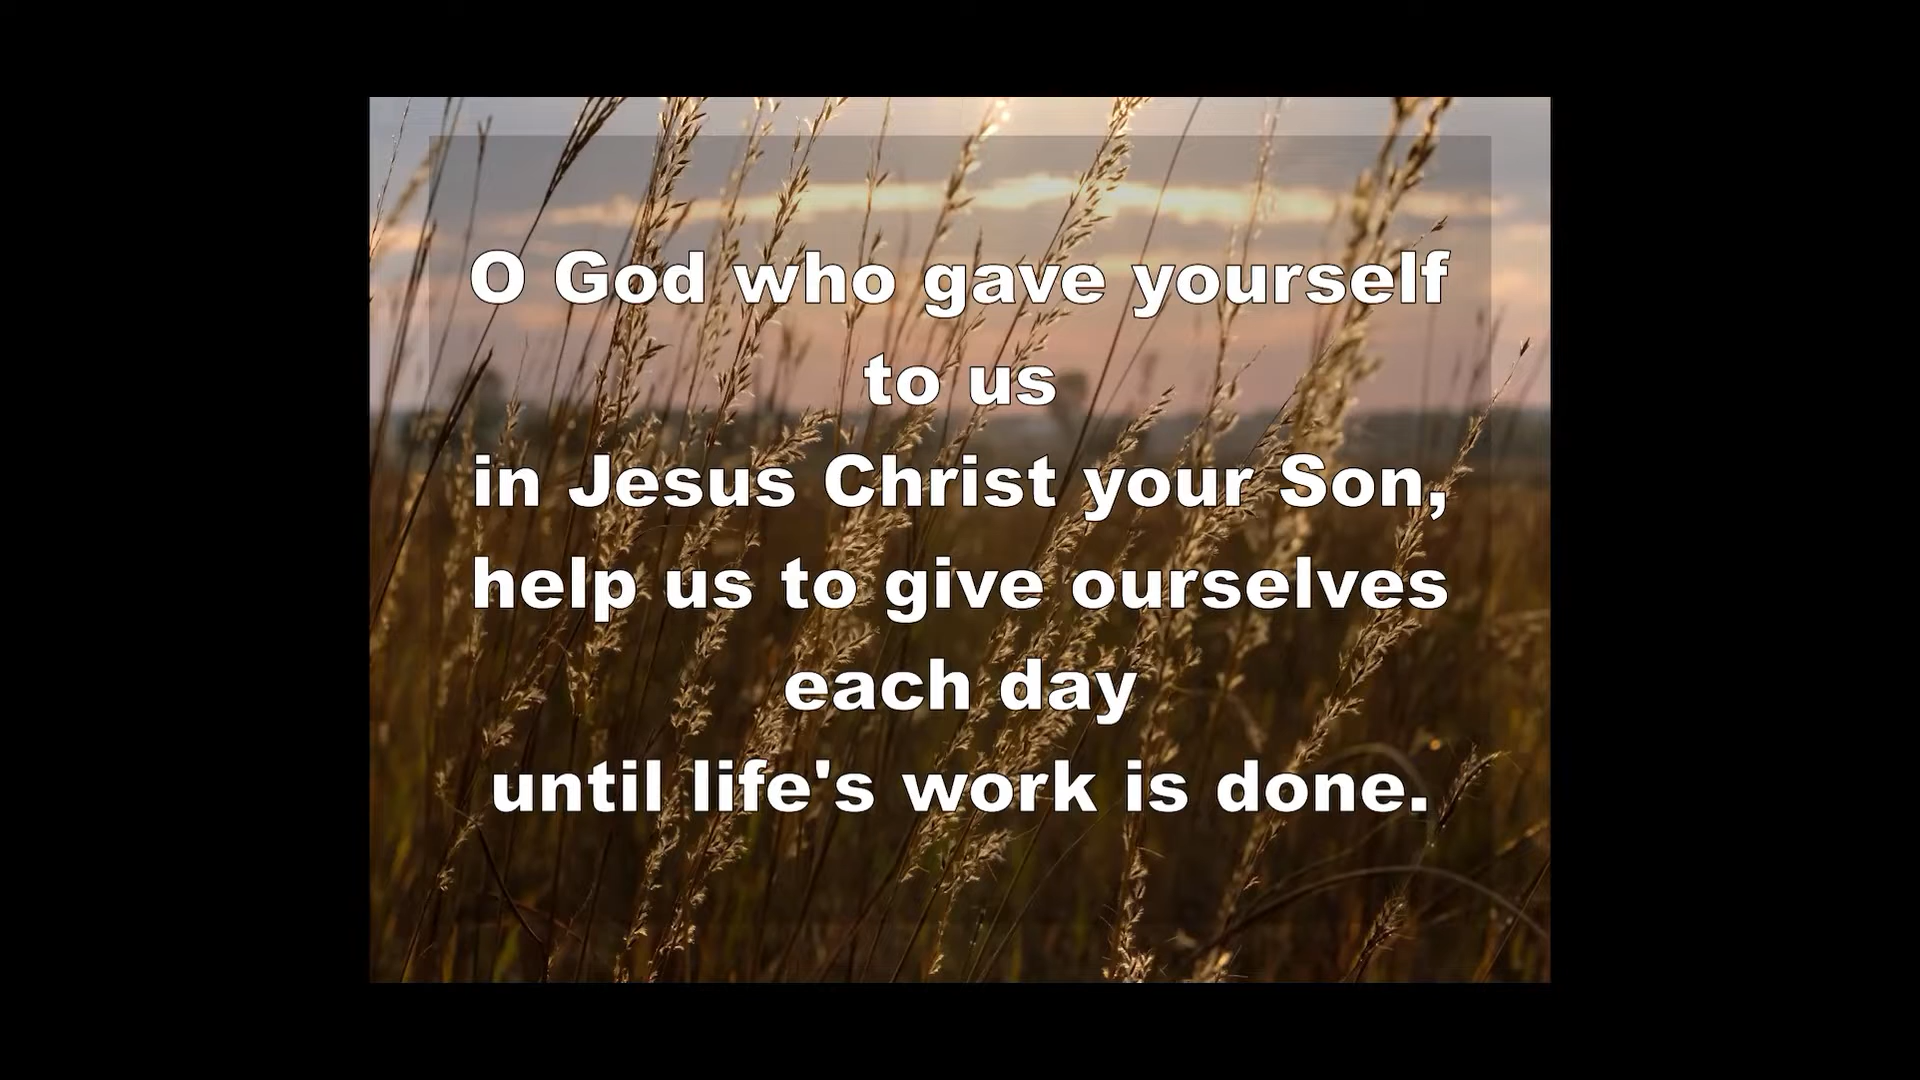 O God who gave yourself
to us
in Jesus Christ your Son,
help us to give ourselves
each day
until life's work is done.